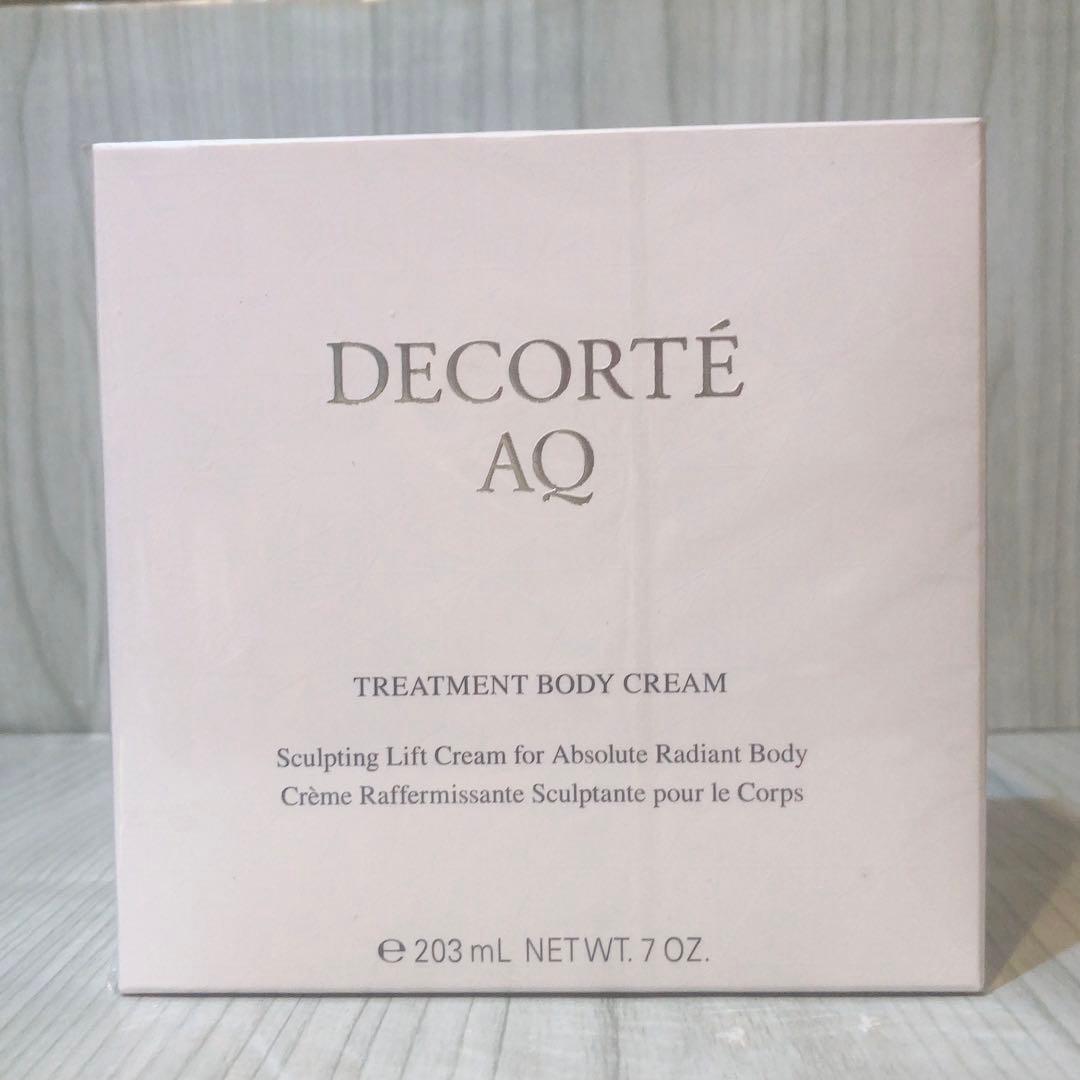 DECORTÉ
AQ
TREATMENT BODY CREAM
Sculpting Lift Cream for Absolute Radiant Body
Crème Raffermissante Sculptante pour le Corps
℮ 203 mL NET WT. 7 OZ.